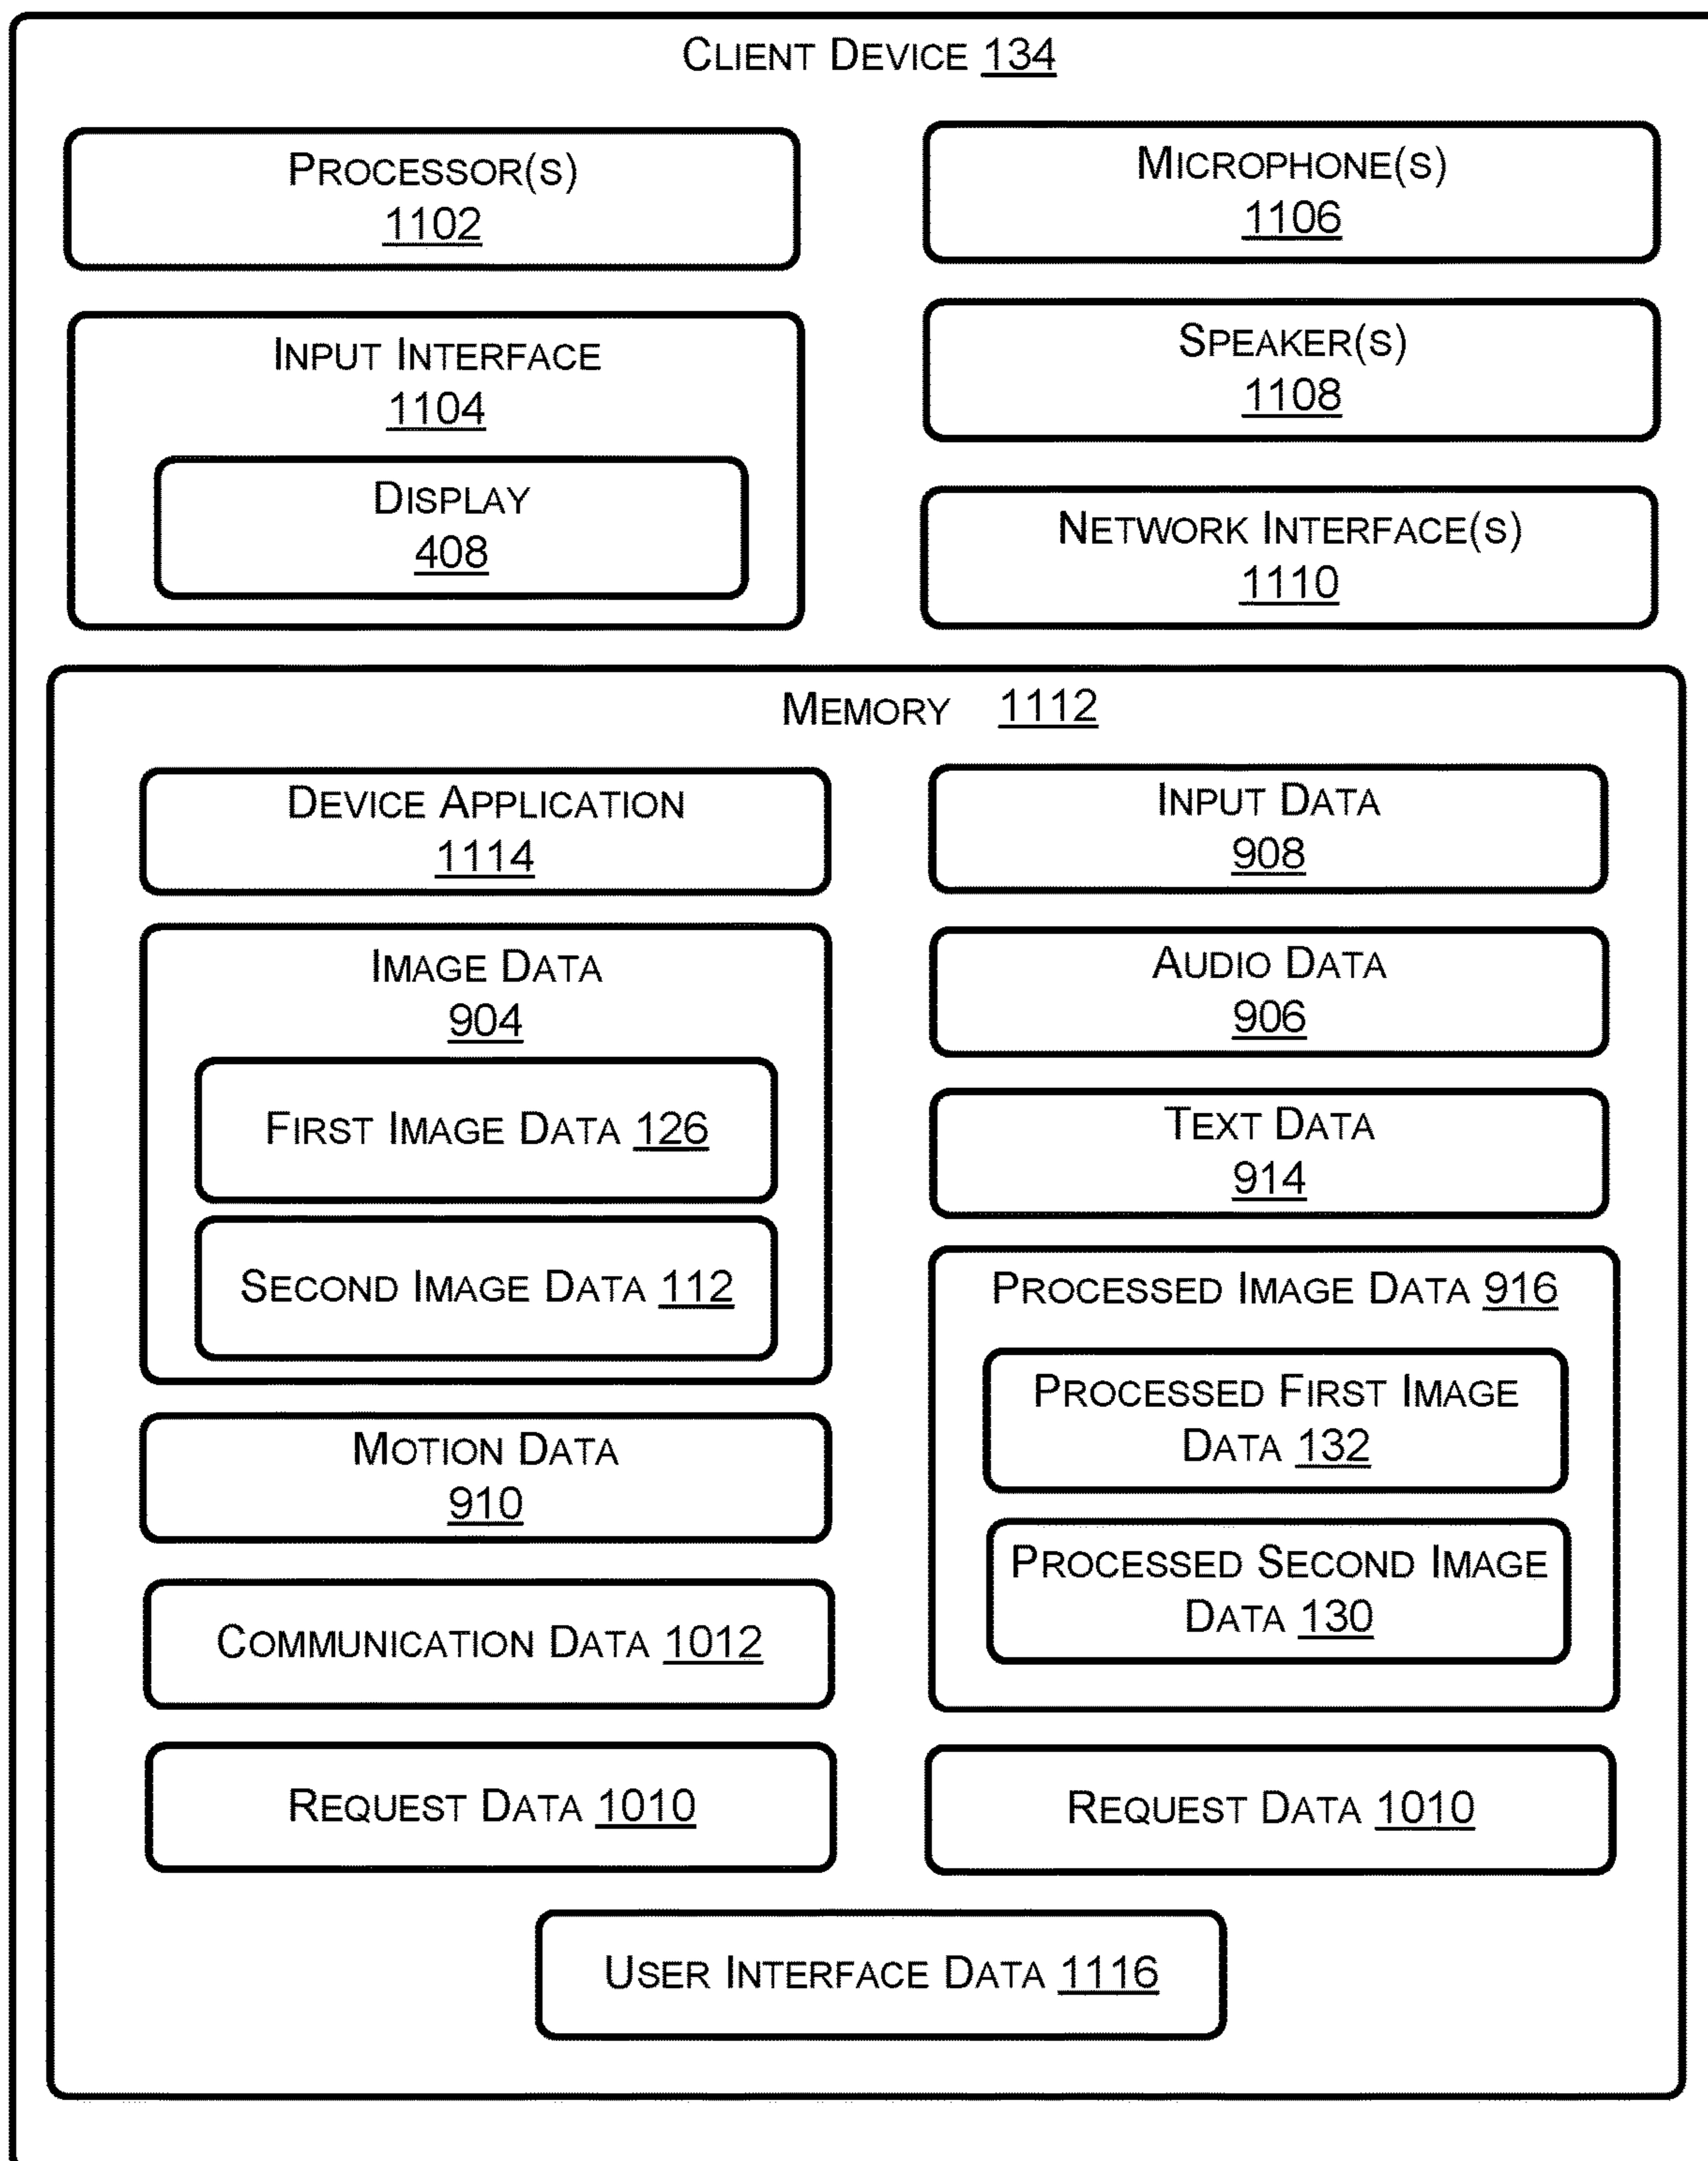 CLIENT DEVICE 134
PROCESSOR(S)
1102
MICROPHONE(S)
1106
INPUT INTERFACE
1104
DISPLAY
408
SPEAKER(S)
1108
NETWORK INTERFACE(S)
1110
MEMORY 1112
DEVICE APPLICATION
1114
IMAGE DATA
904
FIRST IMAGE DATA 126
SECOND IMAGE DATA 112
MOTION DATA
910
COMMUNICATION DATA 1012
REQUEST DATA 1010
INPUT DATA
908
AUDIO DATA
906
TEXT DATA
914
PROCESSED IMAGE DATA 916
PROCESSED FIRST IMAGE
DATA 132
PROCESSED SECOND IMAGE
DATA 130
REQUEST DATA 1010
USER INTERFACE DATA 1116